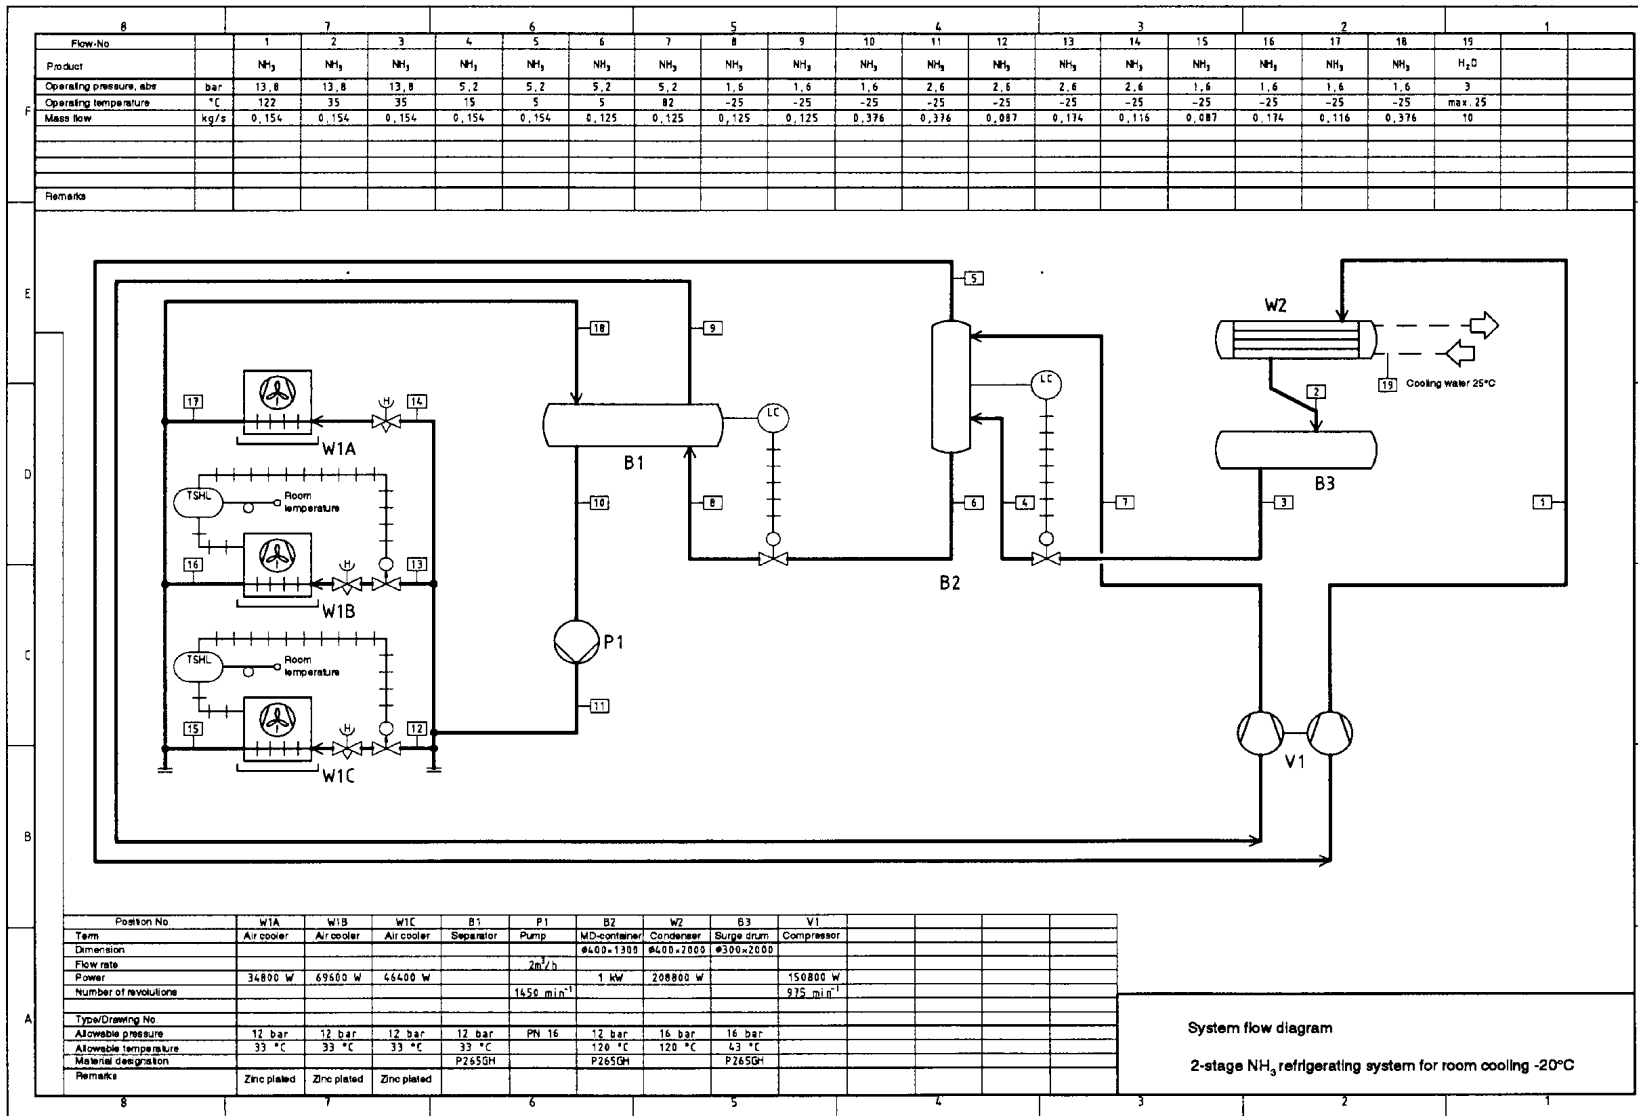 8 7 6 5 4 3 2 1
Flow-No 1 2 3 4 5 6 7 8 9 10 11 12 13 14 15 16 17 18 19
Product NH₃ NH₃ NH₃ NH₃ NH₃ NH₃ NH₃ NH₃ NH₃ NH₃ NH₃ NH₃ NH₃ NH₃ NH₃ NH₃ NH₃ NH₃ H₂O
Operating pressure, abs bar 13,8 13,8 13,8 5,2 5,2 5,2 5,2 1,6 1,6 1,6 2,6 2,6 2,6 2,6 1,6 1,6 1,6 1,6 3
Operating temperature °C 122 35 35 15 5 5 82 -25 -25 -25 -25 -25 -25 -25 -25 -25 -25 -25 max.25
F
Mass flow kg/s 0,154 0,154 0,154 0,154 0,154 0,125 0,125 0,125 0,125 0,376 0,376 0,087 0,174 0,116 0,087 0,174 0,116 0,376 10
Remarks
5
E
W2
18 9
19 Cooling water 25°C
LC
2
17 H 14
LC
W1A
B1
D
B3
TSHL Room
temperature
10 8 6 4 7 3 1
16 H 13
B2
W1B
P1
C
TSHL Room
temperature
11
15 H 12
V1
W1C
B
Position No. W1A W1B W1C B1 P1 B2 W2 B3 V1
Term Air cooler Air cooler Air cooler Separator Pump MD-container Condenser Surge drum Compressor
Dimension ø400×1300 ø400×2000 ø300×2000
Flow rate 2m³/h
Power 34800 W 69600 W 46400 W 1 kW 208800 W 150800 W
Number of revolutions 1450 min⁻¹ 975 min⁻¹
A
Type/Drawing No.
Allowable pressure 12 bar 12 bar 12 bar 12 bar PN 16 12 bar 16 bar 16 bar
Allowable temperature 33 °C 33 °C 33 °C 33 °C 120 °C 120 °C 43 °C
Material designation P265GH P265GH P265GH
Remarks Zinc plated Zinc plated Zinc plated
System flow diagram
2-stage NH₃ refrigerating system for room cooling -20°C
8 7 6 5 4 3 2 1